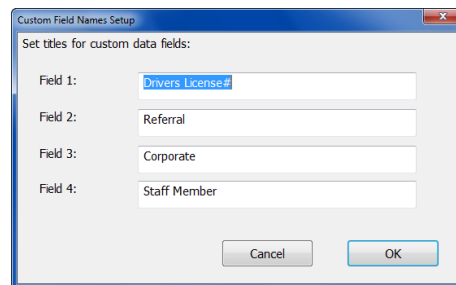 Custom Field Names Setup
Set titles for custom data fields:
Field 1: Drivers License#
Field 2: Referral
Field 3: Corporate
Field 4: Staff Member
Cancel OK